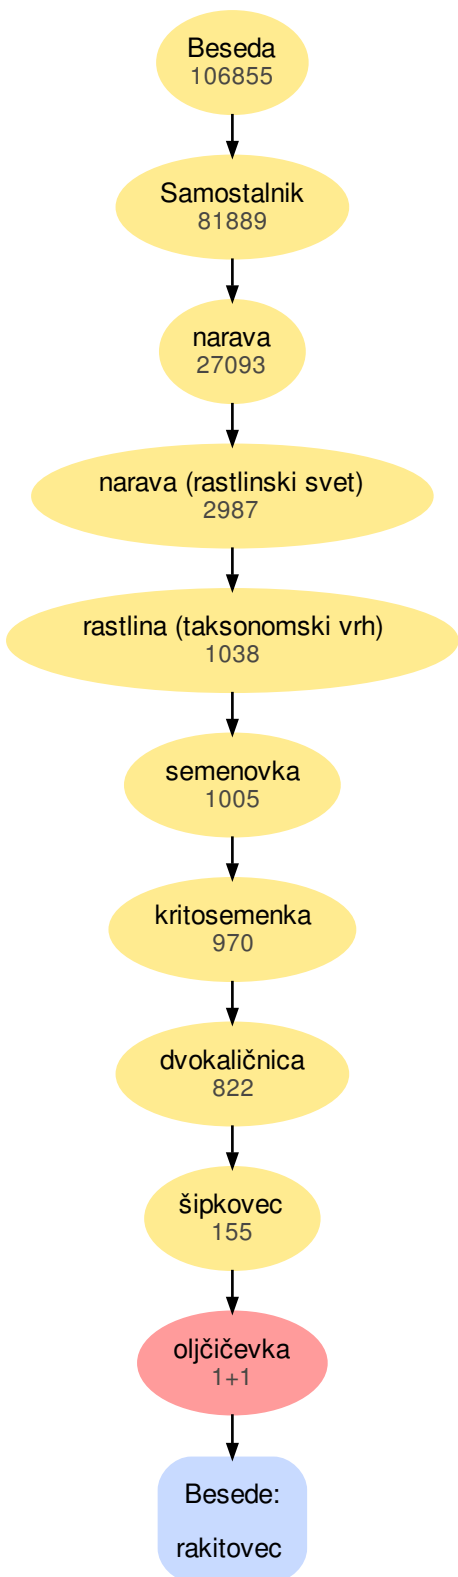 Beseda
106855
Samostalnik
81889
narava
27093
narava (rastlinski svet)
2987
rastlina (taksonomski vrh)
1038
semenovka
1005
kritosemenka
970
dvokaličnica
822
šipkovec
155
oljčičevka
1+1
Besede:
rakitovec